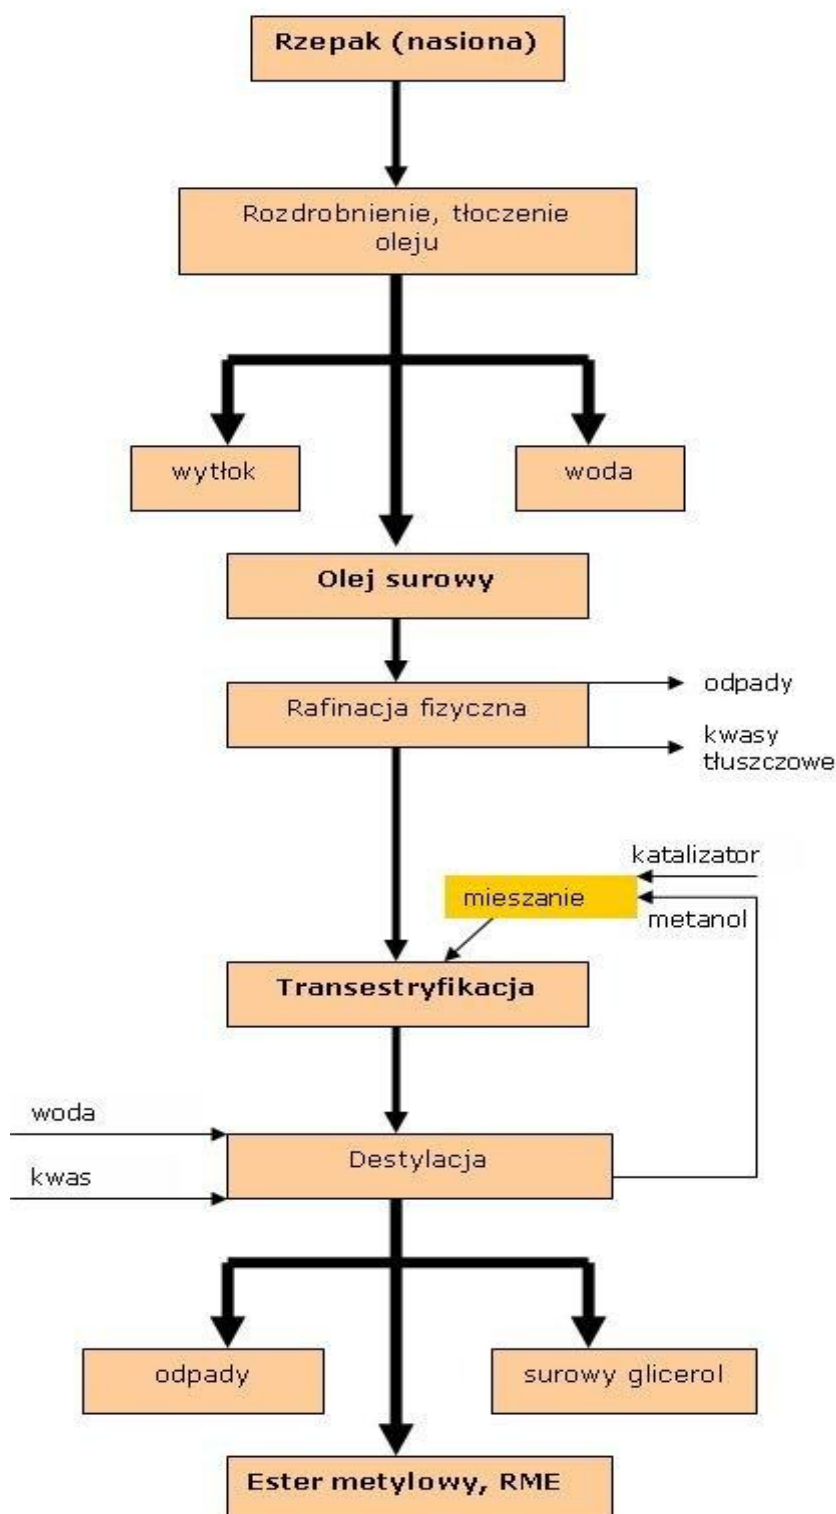 Rzepak (nasiona)
Rozdrobnienie, tłoczenie
oleju
wytłok
woda
Olej surowy
Rafinacja fizyczna
odpady
kwasy
tłuszczowe
katalizator
mieszanie
metanol
Transestryfikacja
woda
Destylacja
kwas
odpady
surowy glicerol
Ester metylowy, RME